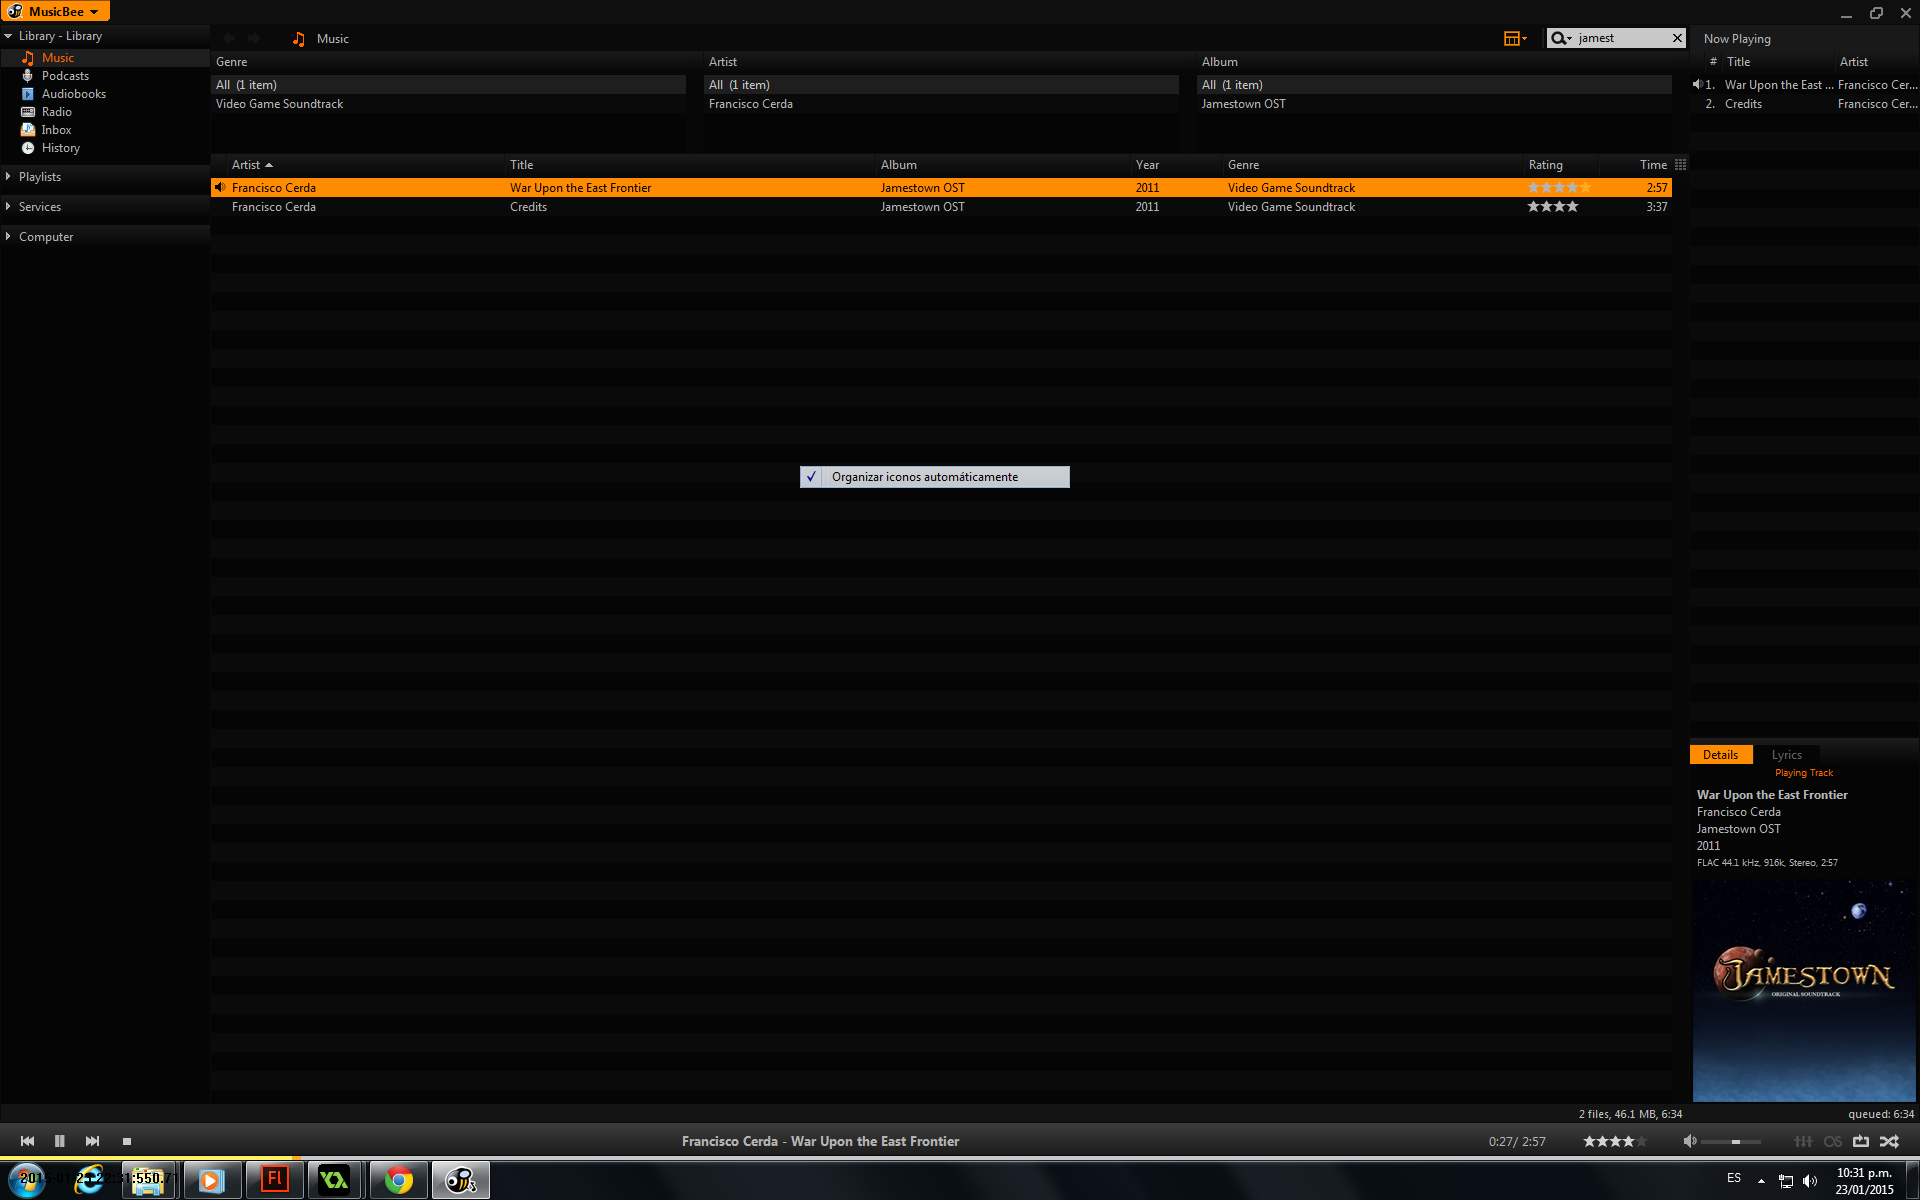 MusicBee
Library - Library
Music
Podcasts
Audiobooks
Radio
Inbox
History
Playlists
Services
Computer
Music
jamest
Genre
All (1 item)
Video Game Soundtrack
Artist
All (1 item)
Francisco Cerda
Album
All (1 item)
Jamestown OST
Artist Title Album Year Genre Rating Time
Francisco Cerda War Upon the East Frontier Jamestown OST 2011 Video Game Soundtrack 2:57
Francisco Cerda Credits Jamestown OST 2011 Video Game Soundtrack 3:37
Organizar iconos automáticamente
Now Playing
# Title Artist
1. War Upon the East ... Francisco Cer...
2. Credits Francisco Cer...
Details Lyrics
Playing Track
War Upon the East Frontier
Francisco Cerda
Jamestown OST
2011
FLAC 44.1 kHz, 916k, Stereo, 2:57
JAMESTOWN
ORIGINAL SOUNDTRACK
2 files, 46.1 MB, 6:34
queued: 6:34
Francisco Cerda - War Upon the East Frontier
0:27/ 2:57
Fl
ES
10:31 p.m.
23/01/2015